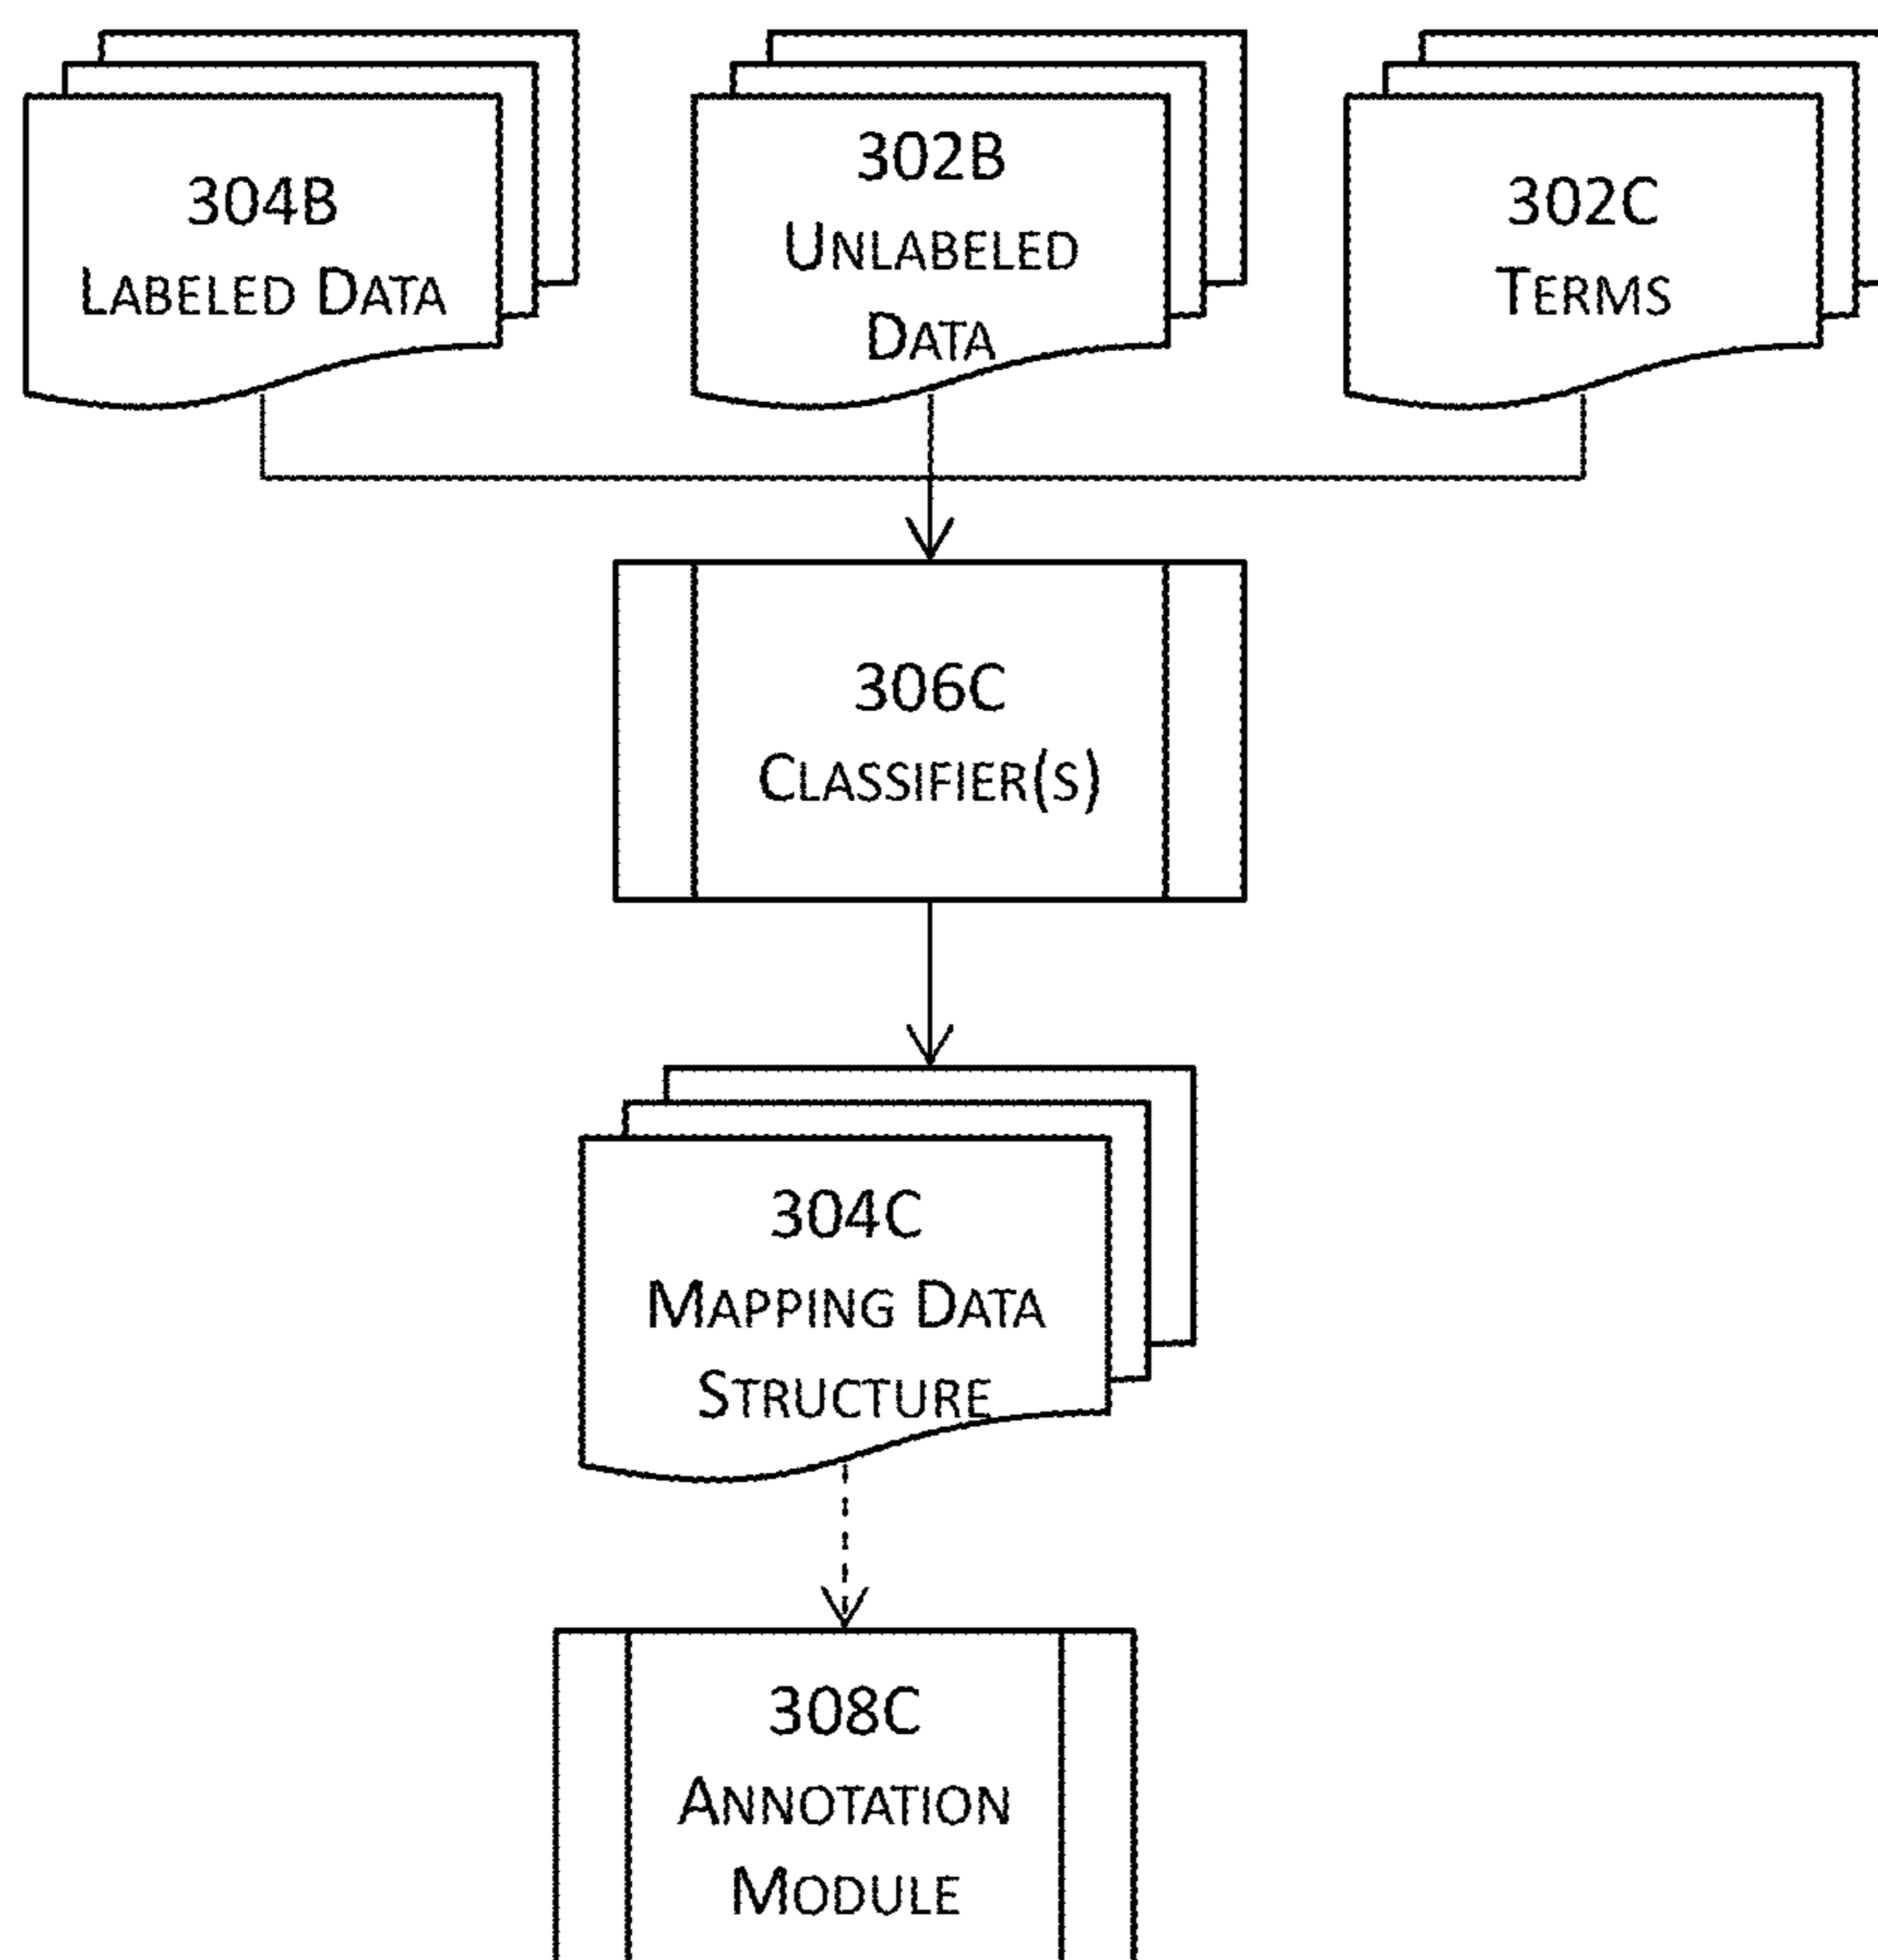 304B
LABELED DATA
302B
UNLABELED
DATA
302C
TERMS
306C
CLASSIFIER(S)
304C
MAPPING DATA
STRUCTURE
308C
ANNOTATION
MODULE